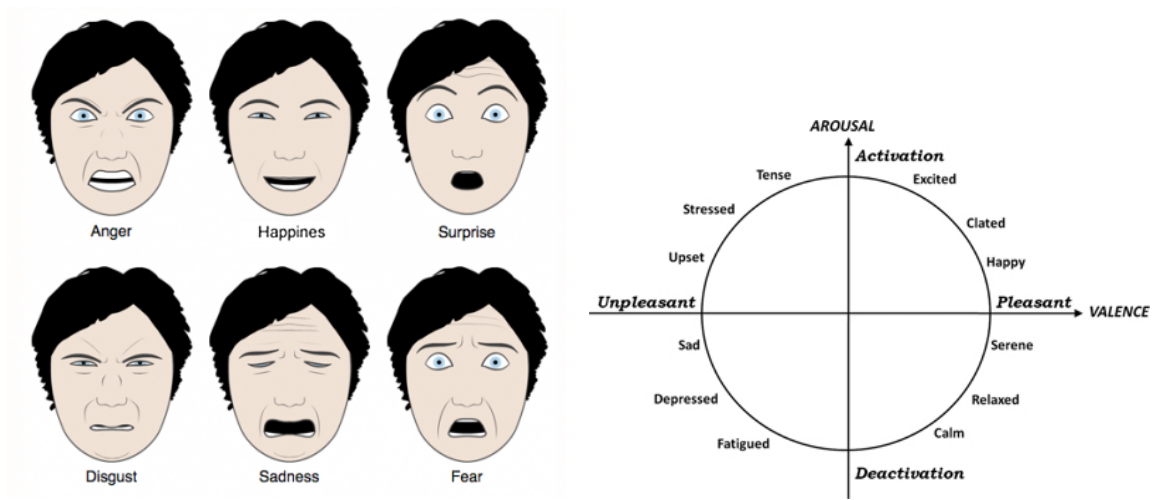 Anger
Happines
Surprise
Disgust
Sadness
Fear
AROUSAL
Activation
Tense
Excited
Stressed
Clated
Upset
Happy
Unpleasant
Pleasant
VALENCE
Sad
Serene
Depressed
Relaxed
Fatigued
Calm
Deactivation